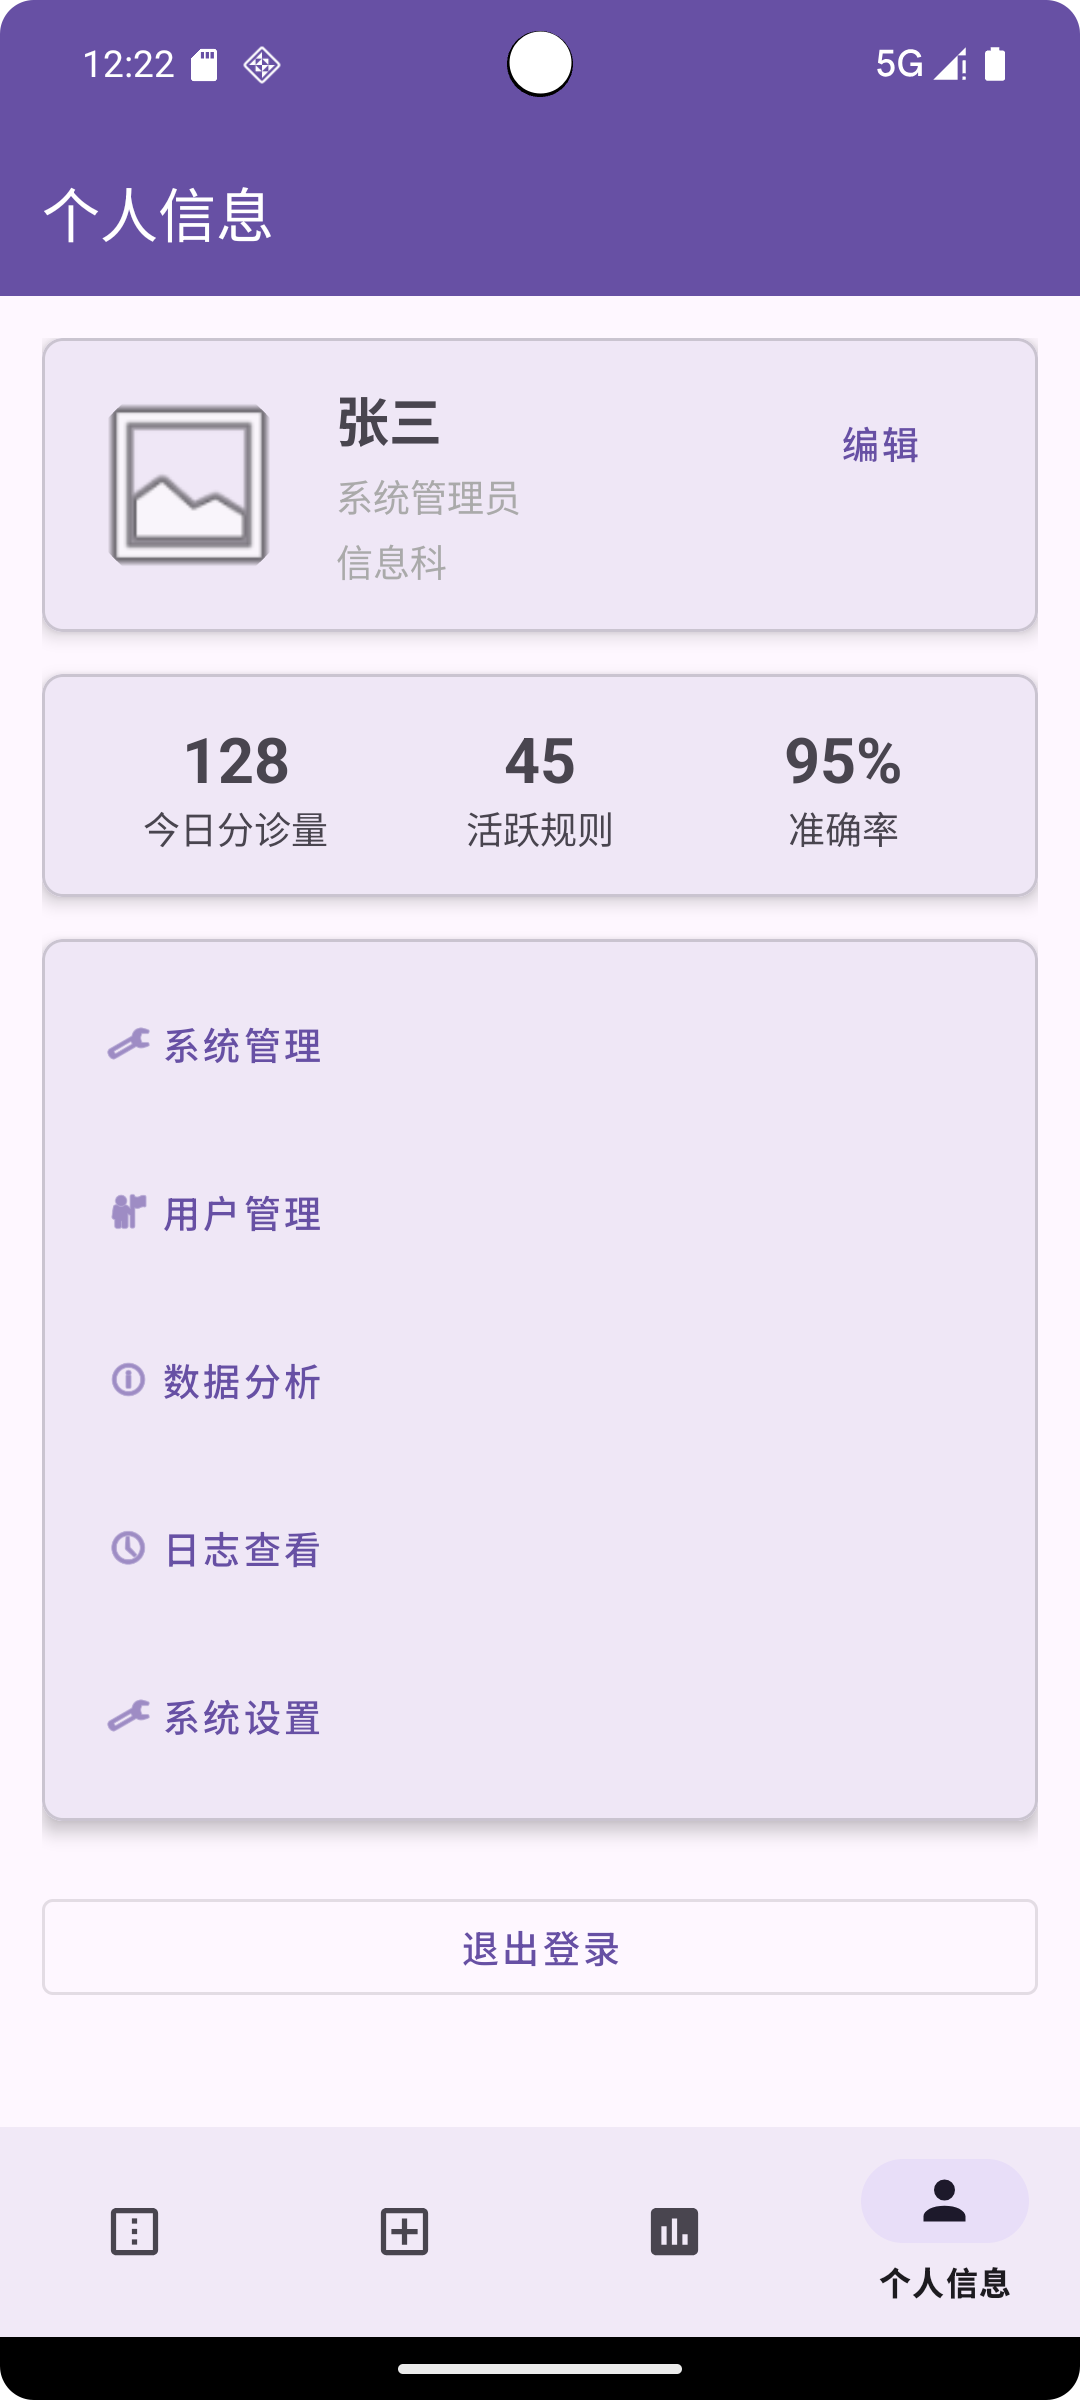 12:22
5G
个人信息
张三
编辑
系统管理员
信息科
128
45
95%
今日分诊量
活跃规则
准确率
系统管理
用户管理
数据分析
日志查看
系统设置
退出登录
个人信息